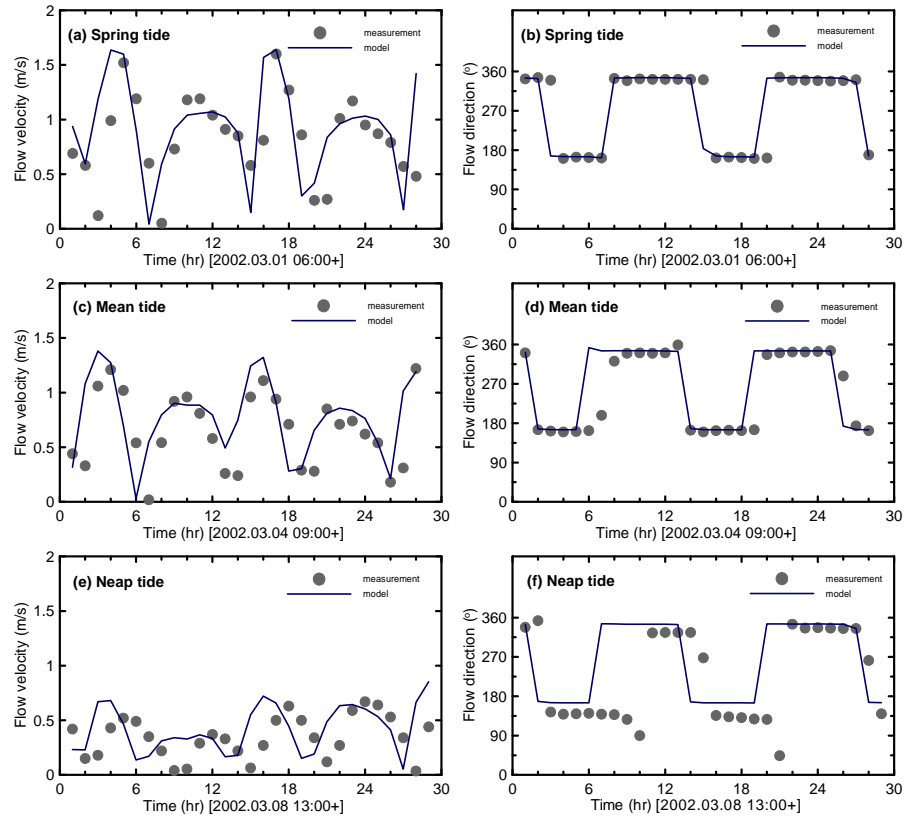 (a) Spring tide
measurement
model
Flow velocity (m/s)
2
1.5
1
0.5
0
0 6 12 18 24 30
Time (hr) [2002.03.01 06:00+]
(b) Spring tide
measurement
model
Flow direction (º)
360
270
180
90
0
0 6 12 18 24 30
Time (hr) [2002.03.01 06:00+]
(c) Mean tide
measurement
model
Flow velocity (m/s)
2
1.5
1
0.5
0
0 6 12 18 24 30
Time (hr) [2002.03.04 09:00+]
(d) Mean tide
measurement
model
Flow direction (º)
360
270
180
90
0
0 6 12 18 24 30
Time (hr) [2002.03.04 09:00+]
(e) Neap tide
measurement
model
Flow velocity (m/s)
2
1.5
1
0.5
0
0 6 12 18 24 30
Time (hr) [2002.03.08 13:00+]
(f) Neap tide
measurement
model
Flow direction (º)
360
270
180
90
0
0 6 12 18 24 30
Time (hr) [2002.03.08 13:00+]